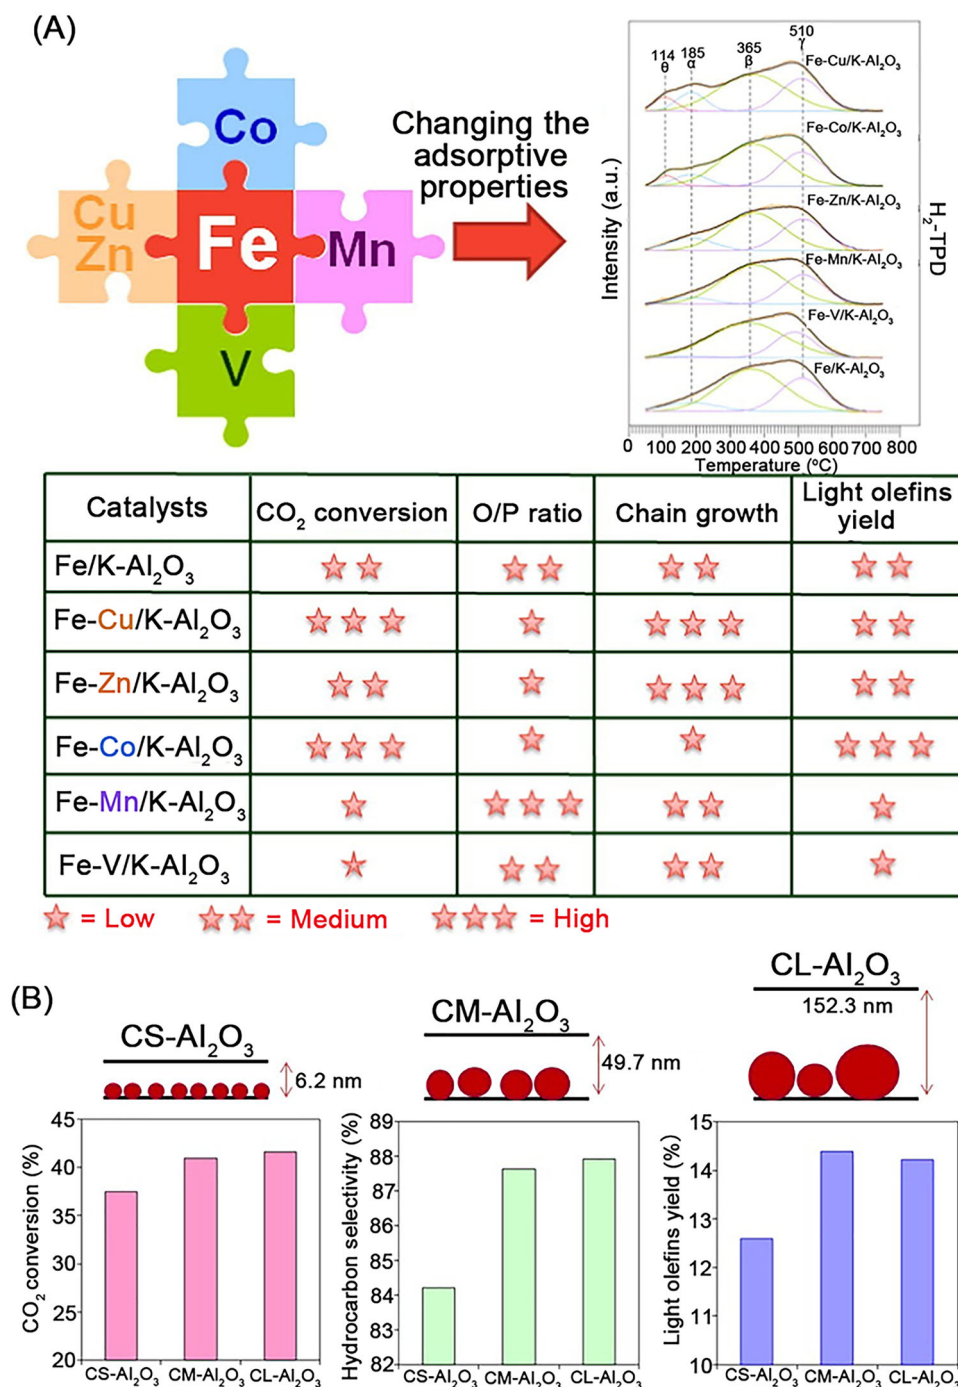 (A)
Co
Cu
Zn
Fe
Mn
V
Changing the
adsorptive
properties
114
θ
185
α
365
β
510
γ
Fe-Cu/K-Al₂O₃
Fe-Co/K-Al₂O₃
Fe-Zn/K-Al₂O₃
Fe-Mn/K-Al₂O₃
Fe-V/K-Al₂O₃
Fe/K-Al₂O₃
Intensity (a.u.)
H₂-TPD
0 100 200 300 400 500 600 700 800
Temperature (ºC)
Catalysts CO₂ conversion O/P ratio Chain growth Light olefins yield
Fe/K-Al₂O₃
Fe-Cu/K-Al₂O₃
Fe-Zn/K-Al₂O₃
Fe-Co/K-Al₂O₃
Fe-Mn/K-Al₂O₃
Fe-V/K-Al₂O₃
= Low = Medium = High
(B)
CS-Al₂O₃
6.2 nm
CM-Al₂O₃
49.7 nm
CL-Al₂O₃
152.3 nm
CO₂ conversion (%)
45
40
35
30
25
20
CS-Al₂O₃ CM-Al₂O₃ CL-Al₂O₃
Hydrocarbon selectivity (%)
89
88
87
86
85
84
83
82
CS-Al₂O₃ CM-Al₂O₃ CL-Al₂O₃
Light olefins yield (%)
15
14
13
12
11
10
CS-Al₂O₃ CM-Al₂O₃ CL-Al₂O₃